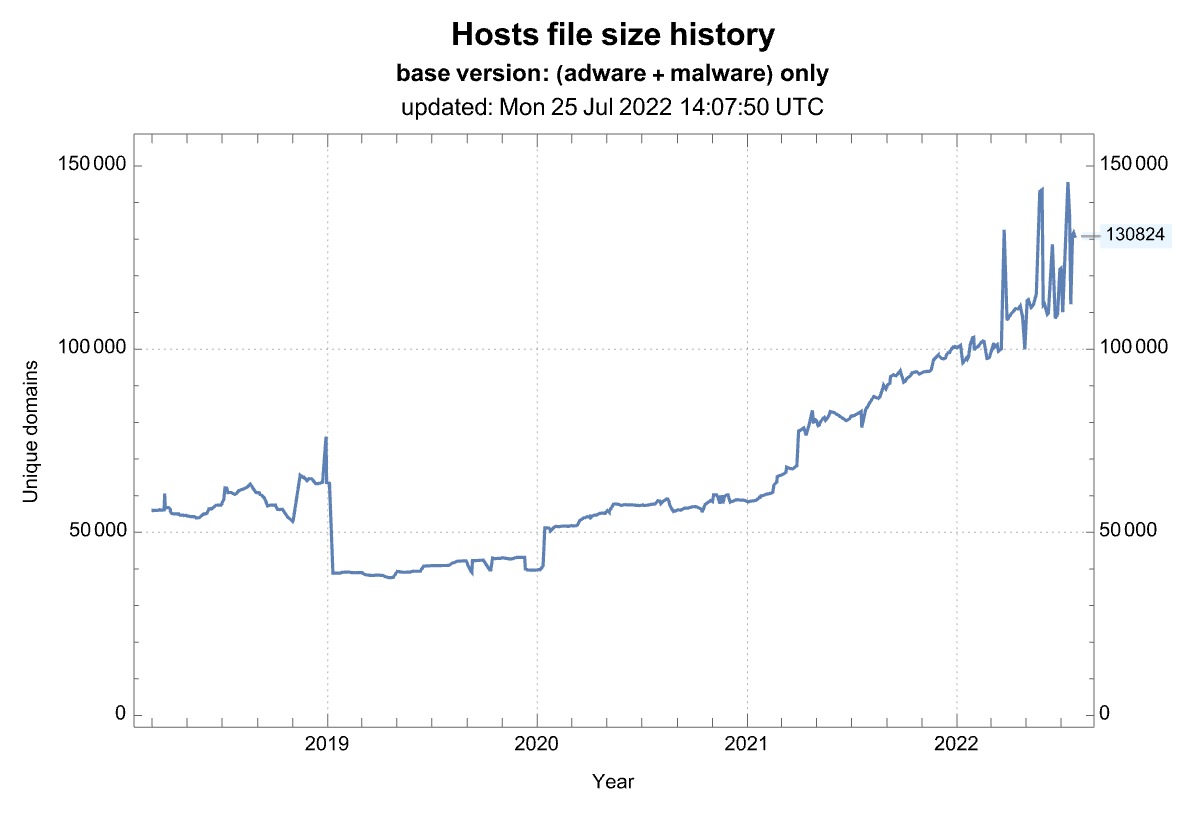 Hosts file size history
base version: (adware + malware) only
updated: Mon 25 Jul 2022 14:07:50 UTC
150 000
150 000
130824
100 000
100 000
Unique domains
50 000
50 000
0
0
2019
2020
2021
2022
Year